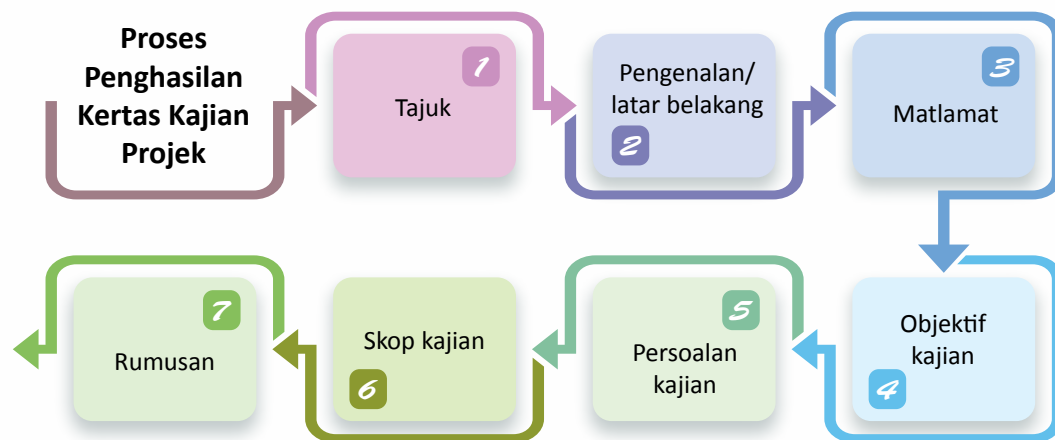 Proses
Penghasilan
Kertas Kajian
Projek
1
Tajuk
Pengenalan/
latar belakang
2
3
Matlamat
Objektif
kajian
4
5
Persoalan
kajian
Skop kajian
6
7
Rumusan